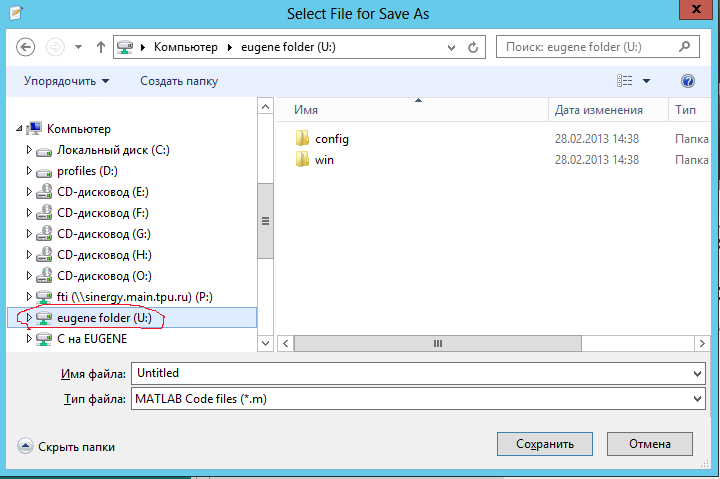 Select File for Save As
Компьютер eugene folder (U:)
Поиск: eugene folder (U:)
Упорядочить Создать папку
Компьютер
Локальный диск (C:)
profiles (D:)
CD-дисковод (E:)
CD-дисковод (F:)
CD-дисковод (G:)
CD-дисковод (H:)
CD-дисковод (O:)
fti (\\sinergy.main.tpu.ru) (P:)
eugene folder (U:)
C на EUGENE
Имя Дата изменения Тип
config 28.02.2013 14:38 Папка
win 28.02.2013 14:38 Папка
Имя файла: Untitled
Тип файла: MATLAB Code files (*.m)
Скрыть папки Сохранить Отмена